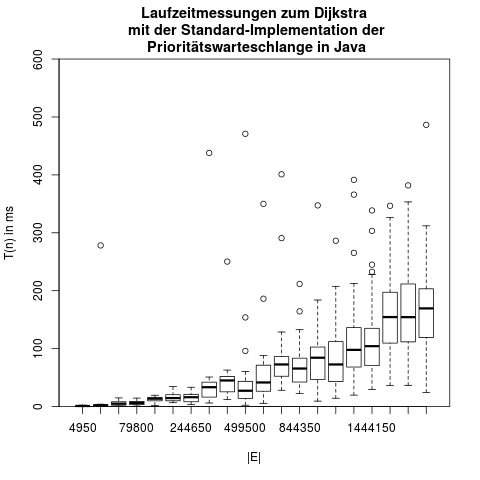 Laufzeitmessungen zum Dijkstra
mit der Standard-Implementation der
Prioritätswarteschlange in Java
600
500
400
300
200
100
0
T(n) in ms
4950 79800 244650 499500 844350 1444150
|E|